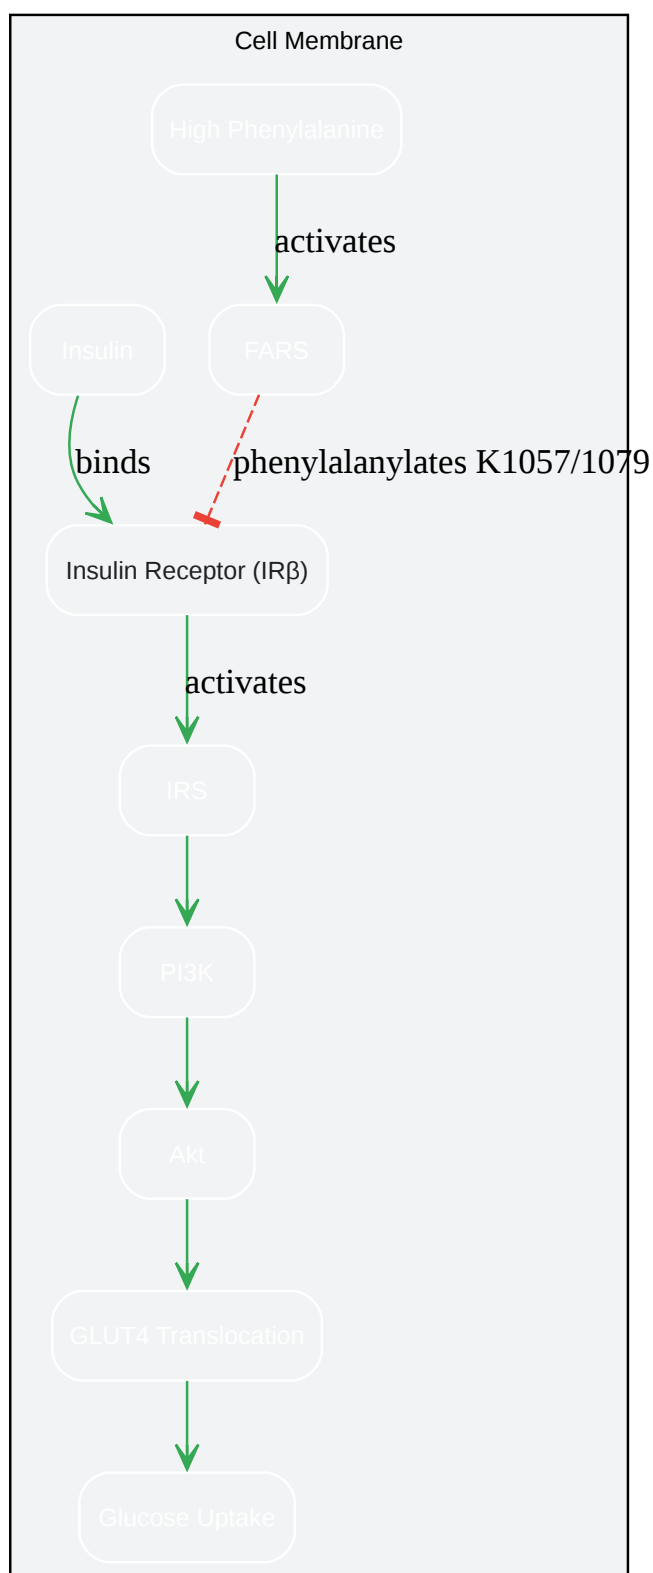 Cell Membrane
High Phenylalanine
activates
Insulin
FARS
binds
phenylalanylates K1057/1079
Insulin Receptor (IRβ)
activates
IRS
PI3K
Akt
GLUT4 Translocation
Glucose Uptake